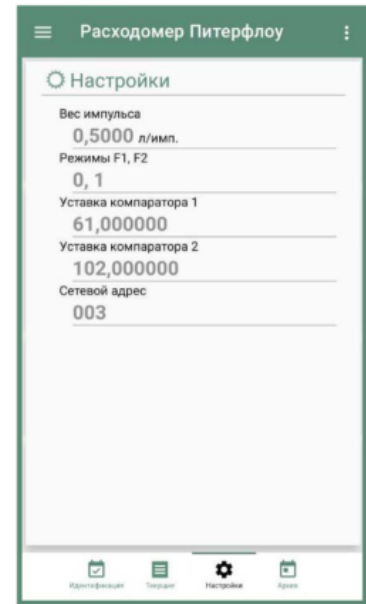 Расходомер Питерфлоу
Настройки
Вес импульса
0,5000 л/имп.
Режимы F1, F2
0, 1
Уставка компаратора 1
61,000000
Уставка компаратора 2
102,000000
Сетевой адрес
003
Идентификация Текущие Настройки Архив